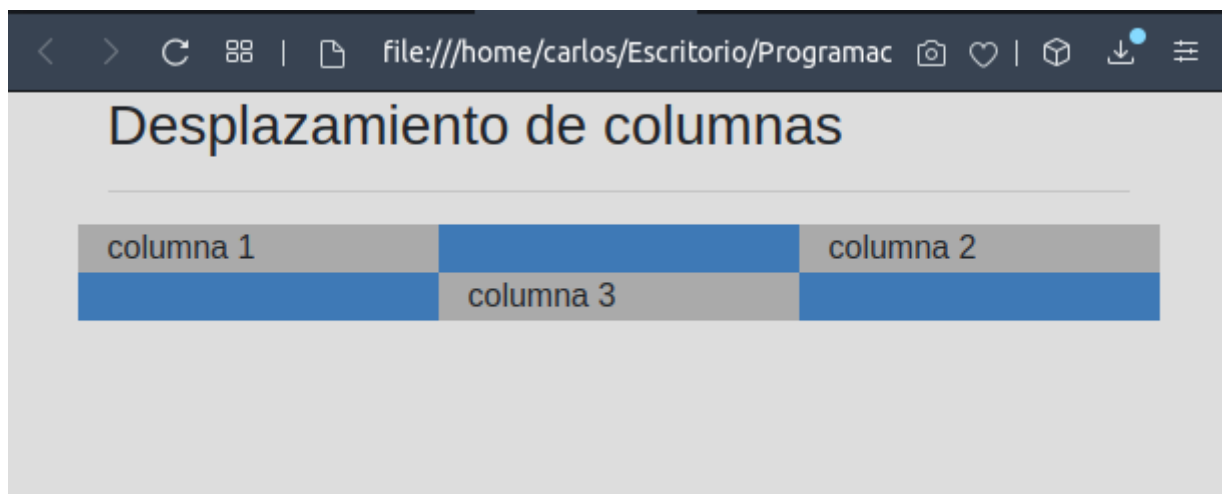 file:///home/carlos/Escritorio/Programac
Desplazamiento de columnas
columna 1
columna 2
columna 3